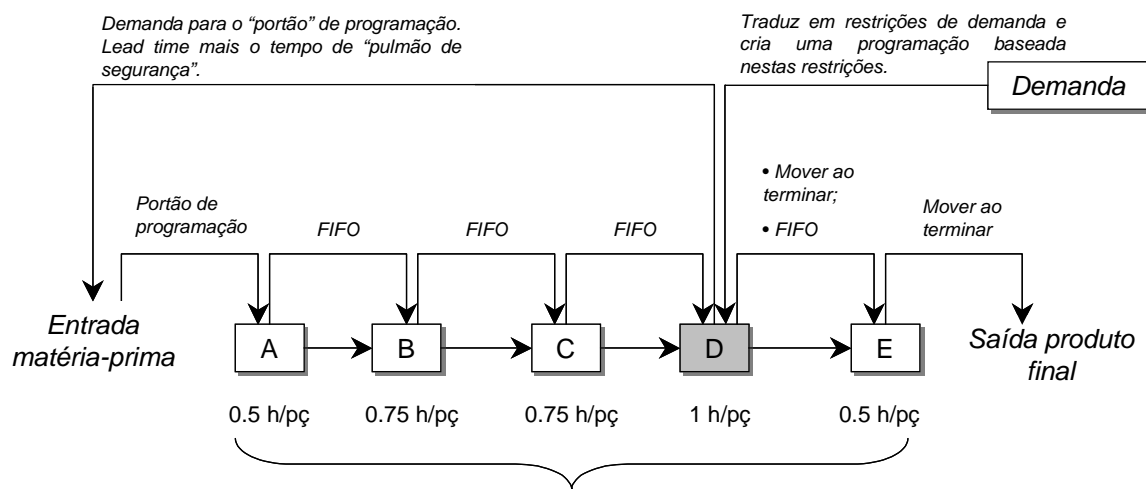 Demanda para o “portão” de programação.
Lead time mais o tempo de “pulmão de
segurança”.
Traduz em restrições de demanda e
cria uma programação baseada
nestas restrições.
Demanda
• Mover ao
terminar;
• FIFO
Portão de
programação
FIFO
FIFO
FIFO
Mover ao
terminar
Entrada
matéria-prima
A
B
C
D
E
Saída produto
final
0.5 h/pç
0.75 h/pç
0.75 h/pç
1 h/pç
0.5 h/pç